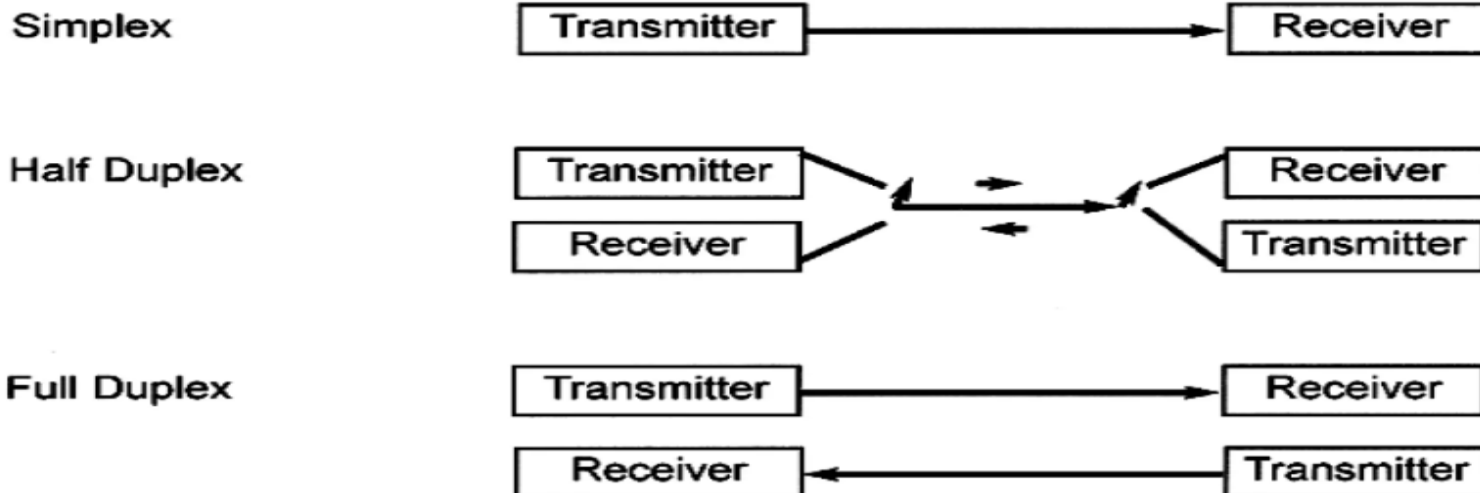 Simplex Transmitter Receiver
Half Duplex Transmitter Receiver
Receiver Transmitter
Full Duplex Transmitter Receiver
Receiver Transmitter